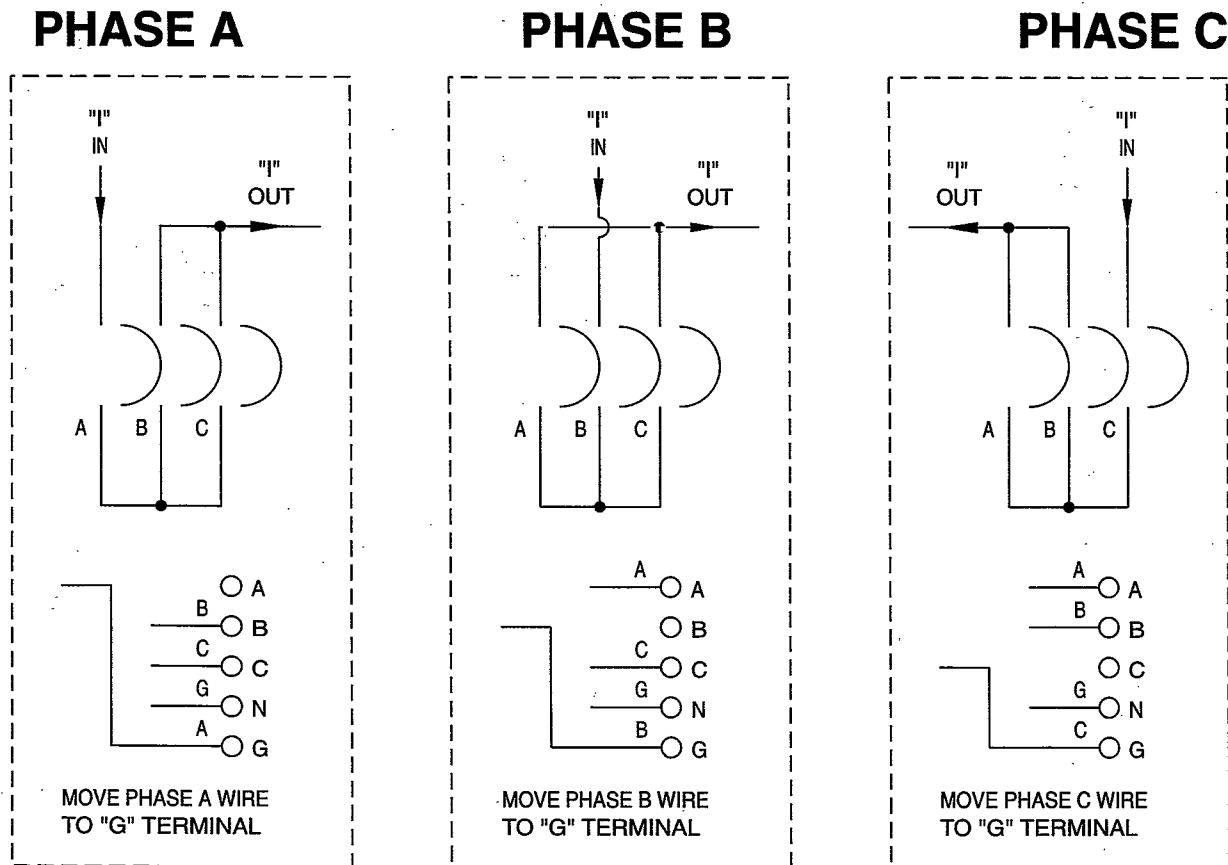 PHASE A
"I"
IN
"I"
OUT
A B C
A
B B
C C
G N
A G
MOVE PHASE A WIRE
TO "G" TERMINAL
PHASE B
"I"
IN
"I"
OUT
A B C
A A
B
C C
G N
B G
MOVE PHASE B WIRE
TO "G" TERMINAL
PHASE C
"I"
IN
"I"
OUT
A B C
A A
B B
C
G N
C G
MOVE PHASE C WIRE
TO "G" TERMINAL